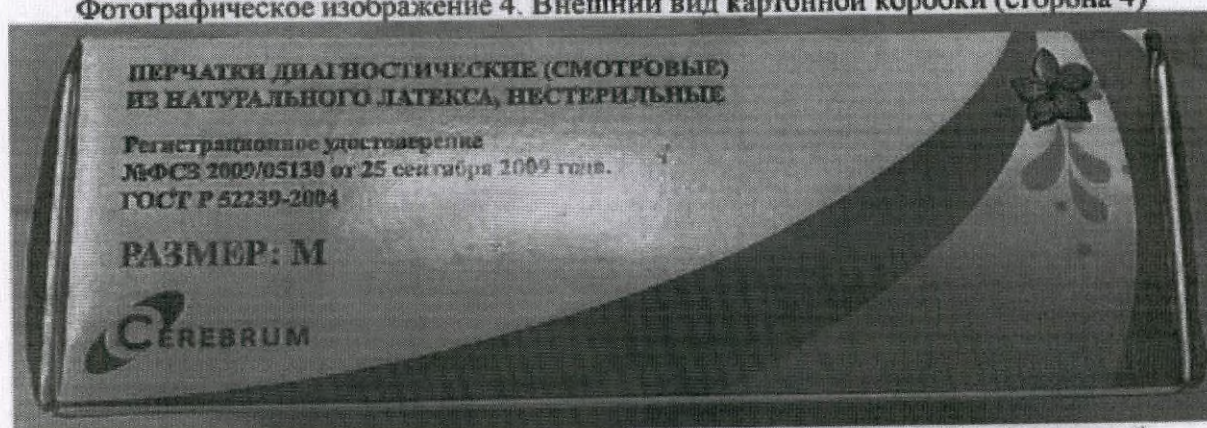 Фотографическое изображение 4. Внешний вид картонной коробки (сторона 4)
ПЕРЧАТКИ ДИАГНОСТИЧЕСКИЕ (СМОТРОВЫЕ)
ИЗ НАТУРАЛЬНОГО ЛАТЕКСА, НЕСТЕРИЛЬНЫЕ
Регистрационное удостоверение
№ФСЗ 2009/05130 от 25 сентября 2009 года.
ГОСТ Р 52239-2004
РАЗМЕР: M
CEREBRUM